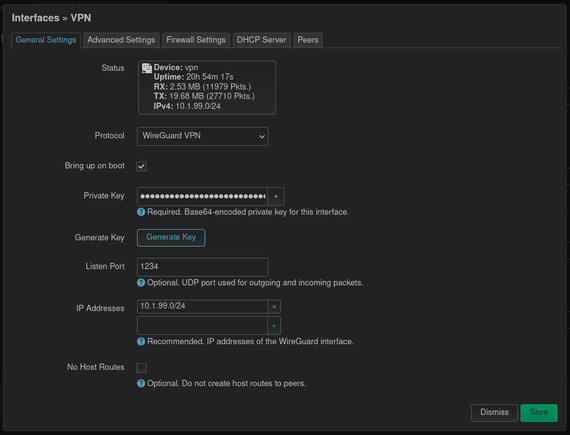 Interfaces » VPN
General Settings
Advanced Settings
Firewall Settings
DHCP Server
Peers
Status
Device: vpn
Uptime: 20h 54m 17s
RX: 2.53 MB (11979 Pkts.)
TX: 19.68 MB (27710 Pkts.)
IPv4: 10.1.99.0/24
Protocol
WireGuard VPN
Bring up on boot
Private Key
Required. Base64-encoded private key for this interface.
Generate Key
Generate Key
Listen Port
1234
Optional. UDP port used for outgoing and incoming packets.
IP Addresses
10.1.99.0/24
Recommended. IP addresses of the WireGuard interface.
No Host Routes
Optional. Do not create host routes to peers.
Dismiss
Save